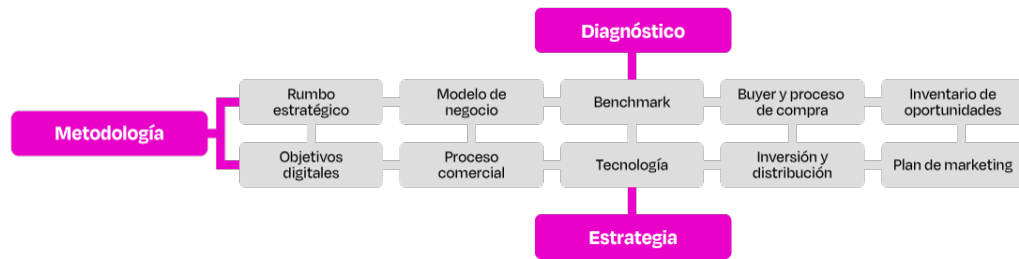 Diagnóstico
Rumbo
estratégico
Modelo de
negocio
Benchmark
Buyer y proceso
de compra
Inventario de
oportunidades
Metodología
Objetivos
digitales
Proceso
comercial
Tecnología
Inversión y
distribución
Plan de marketing
Estrategia